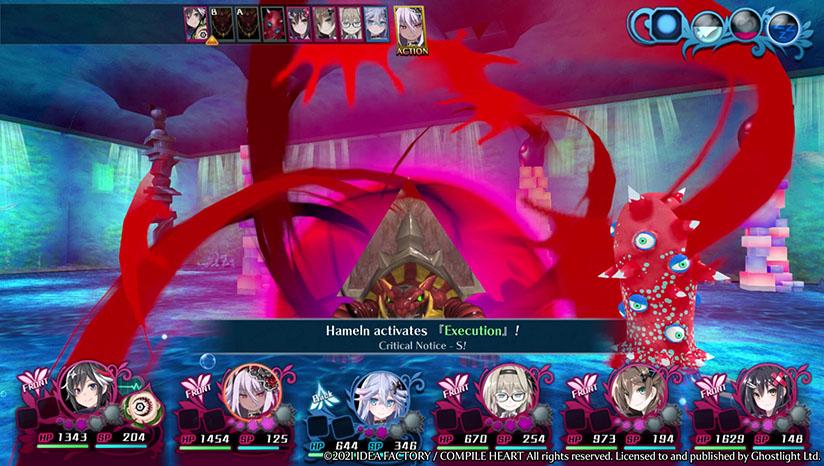 B
A
ACTION
Hameln activates 『Execution』!
Critical Notice - S!
FRONT
HP 1343 SP 204
FRONT
HP 1454 SP 125
Back
HP 644 SP 346
FRONT
HP 670 SP 254
FRONT
HP 973 SP 194
FRONT
HP 1629 SP 148
©2021 IDEA FACTORY / COMPILE HEART All rights reserved. Licensed to and published by Ghostlight Ltd.